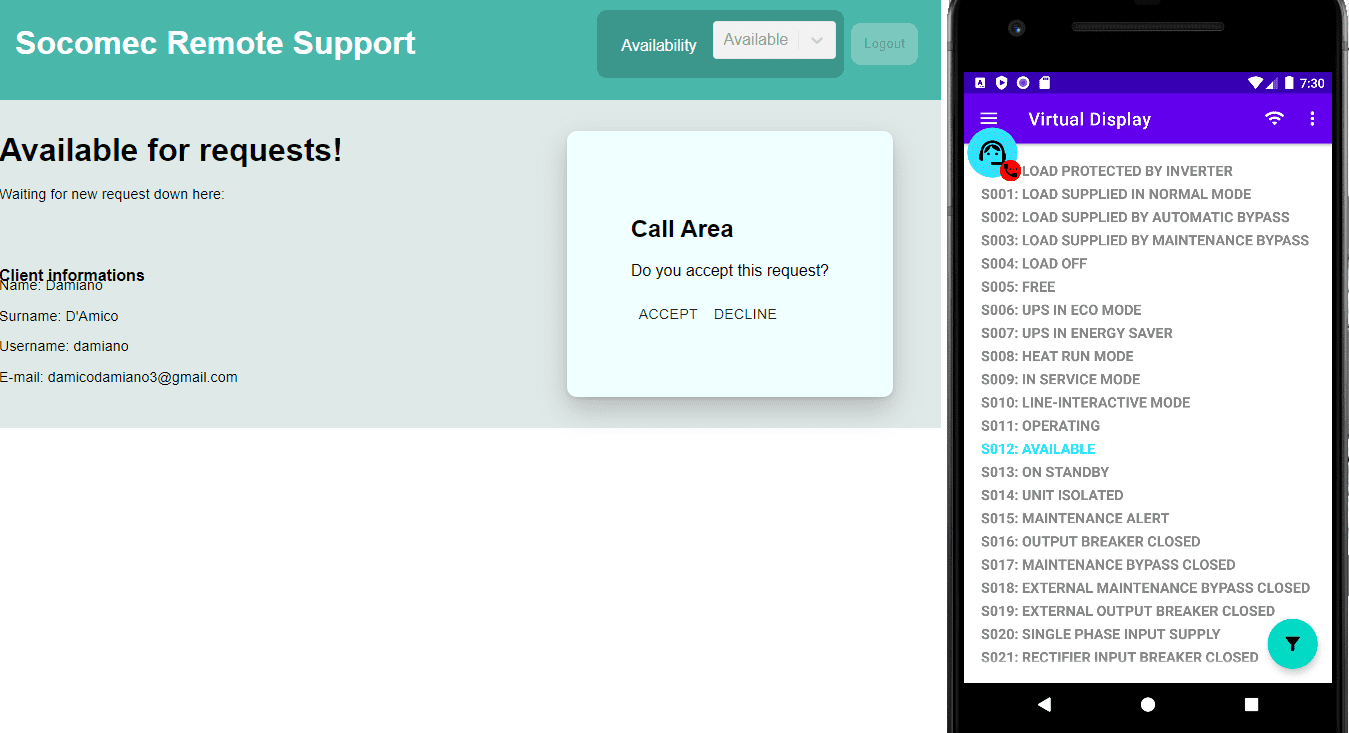 Socomec Remote Support
Availability
Available
Logout
Available for requests!
Waiting for new request down here:
Client informations
Name: Damiano
Surname: D'Amico
Username: damiano
E-mail: damicodamiano3@gmail.com
Call Area
Do you accept this request?
ACCEPT DECLINE
7:30
Virtual Display
LOAD PROTECTED BY INVERTER
S001: LOAD SUPPLIED IN NORMAL MODE
S002: LOAD SUPPLIED BY AUTOMATIC BYPASS
S003: LOAD SUPPLIED BY MAINTENANCE BYPASS
S004: LOAD OFF
S005: FREE
S006: UPS IN ECO MODE
S007: UPS IN ENERGY SAVER
S008: HEAT RUN MODE
S009: IN SERVICE MODE
S010: LINE-INTERACTIVE MODE
S011: OPERATING
S012: AVAILABLE
S013: ON STANDBY
S014: UNIT ISOLATED
S015: MAINTENANCE ALERT
S016: OUTPUT BREAKER CLOSED
S017: MAINTENANCE BYPASS CLOSED
S018: EXTERNAL MAINTENANCE BYPASS CLOSED
S019: EXTERNAL OUTPUT BREAKER CLOSED
S020: SINGLE PHASE INPUT SUPPLY
S021: RECTIFIER INPUT BREAKER CLOSED